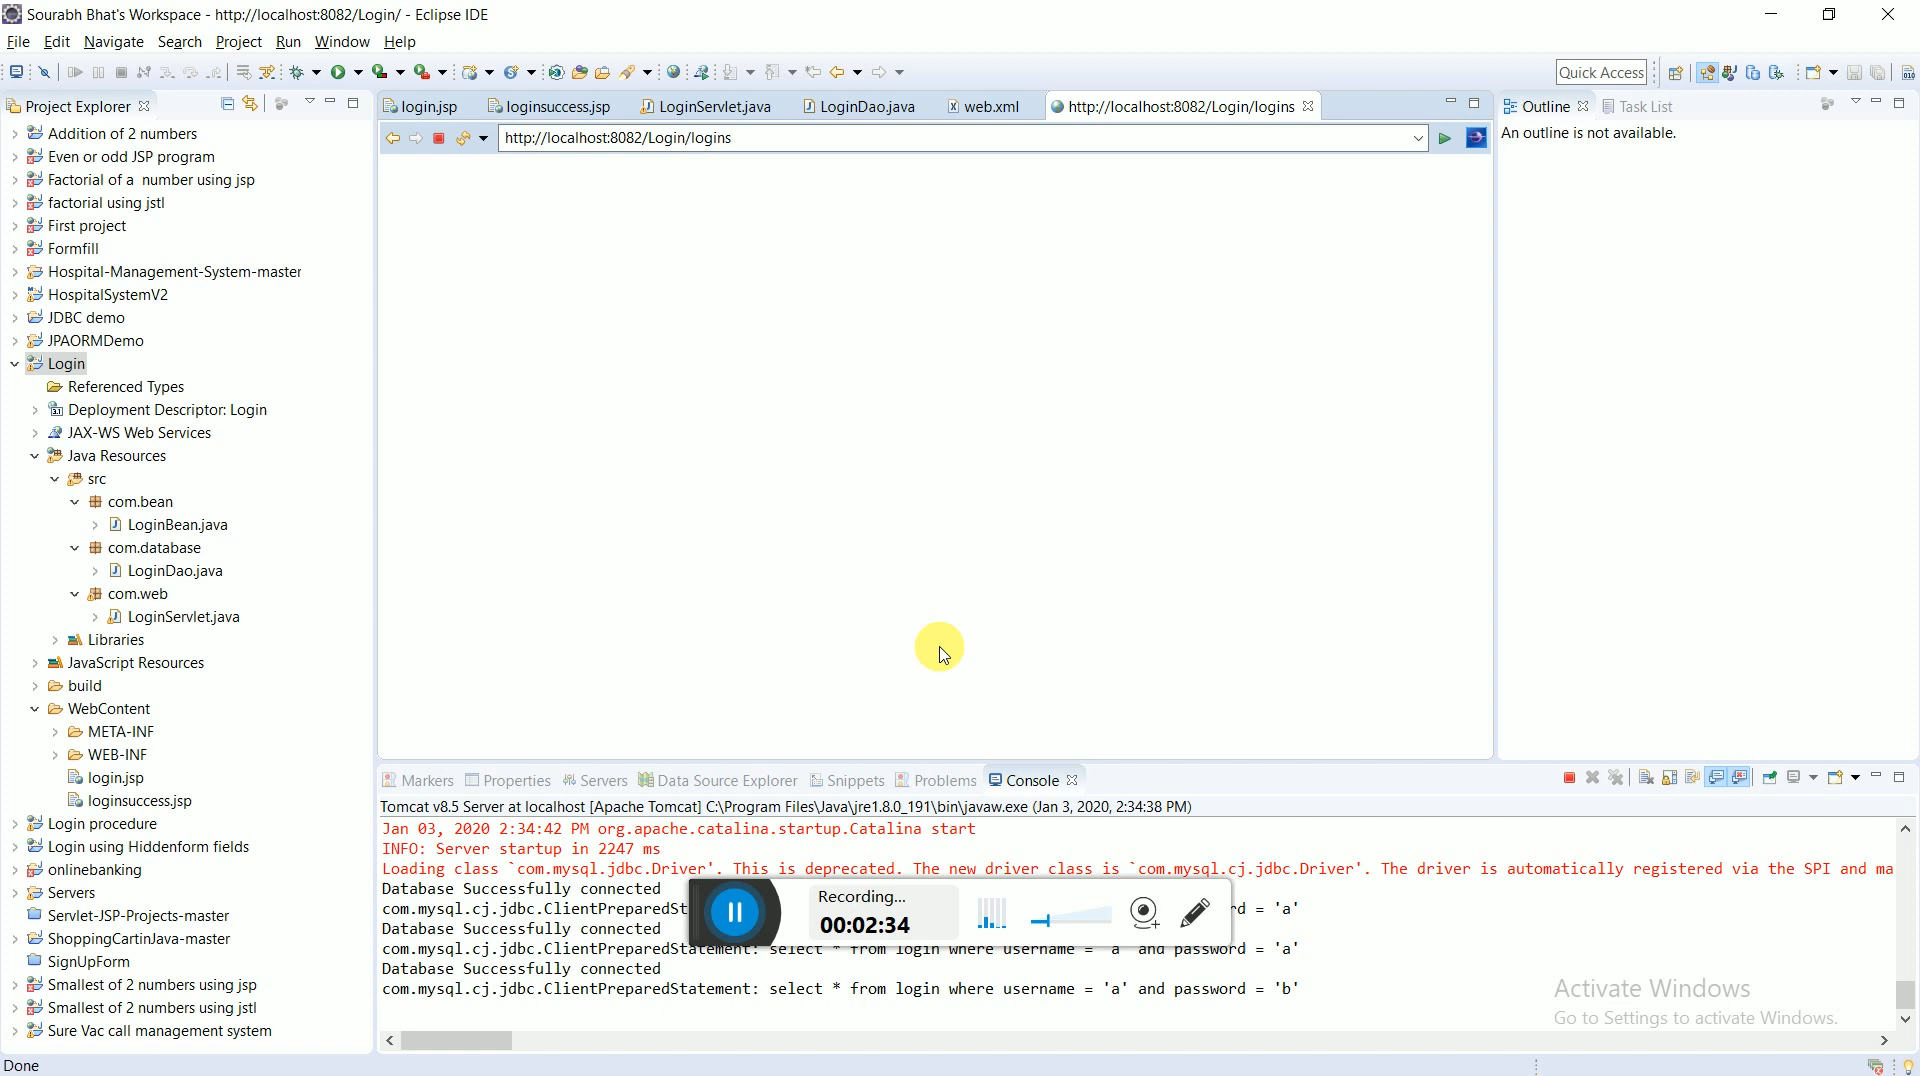 Sourabh Bhat's Workspace - http://localhost:8082/Login/ - Eclipse IDE
File Edit Navigate Search Project Run Window Help
Quick Access
Project Explorer
Addition of 2 numbers
Even or odd JSP program
Factorial of a number using jsp
factorial using jstl
First project
Formfill
Hospital-Management-System-master
HospitalSystemV2
JDBC demo
JPAORMDemo
Login
Referenced Types
Deployment Descriptor: Login
JAX-WS Web Services
Java Resources
src
com.bean
LoginBean.java
com.database
LoginDao.java
com.web
LoginServlet.java
Libraries
JavaScript Resources
build
WebContent
META-INF
WEB-INF
login.jsp
loginsuccess.jsp
Login procedure
Login using Hiddenform fields
onlinebanking
Servers
Servlet-JSP-Projects-master
ShoppingCartinJava-master
SignUpForm
Smallest of 2 numbers using jsp
Smallest of 2 numbers using jstl
Sure Vac call management system
login.jsp loginsuccess.jsp LoginServlet.java LoginDao.java web.xml http://localhost:8082/Login/logins
http://localhost:8082/Login/logins
Outline Task List
An outline is not available.
Markers Properties Servers Data Source Explorer Snippets Problems Console
Tomcat v8.5 Server at localhost [Apache Tomcat] C:\Program Files\Java\jre1.8.0_191\bin\javaw.exe (Jan 3, 2020, 2:34:38 PM)
Jan 03, 2020 2:34:42 PM org.apache.catalina.startup.Catalina start
INFO: Server startup in 2247 ms
Loading class `com.mysql.jdbc.Driver'. This is deprecated. The new driver class is `com.mysql.cj.jdbc.Driver'. The driver is automatically registered via the SPI and ma
Database Successfully connected
com.mysql.cj.jdbc.ClientPreparedSt rd = 'a'
Database Successfully connected
com.mysql.cj.jdbc.ClientPreparedStatement: select * from login where username = 'a' and password = 'a'
Database Successfully connected
com.mysql.cj.jdbc.ClientPreparedStatement: select * from login where username = 'a' and password = 'b'
Recording...
00:02:34
Activate Windows
Go to Settings to activate Windows.
Done